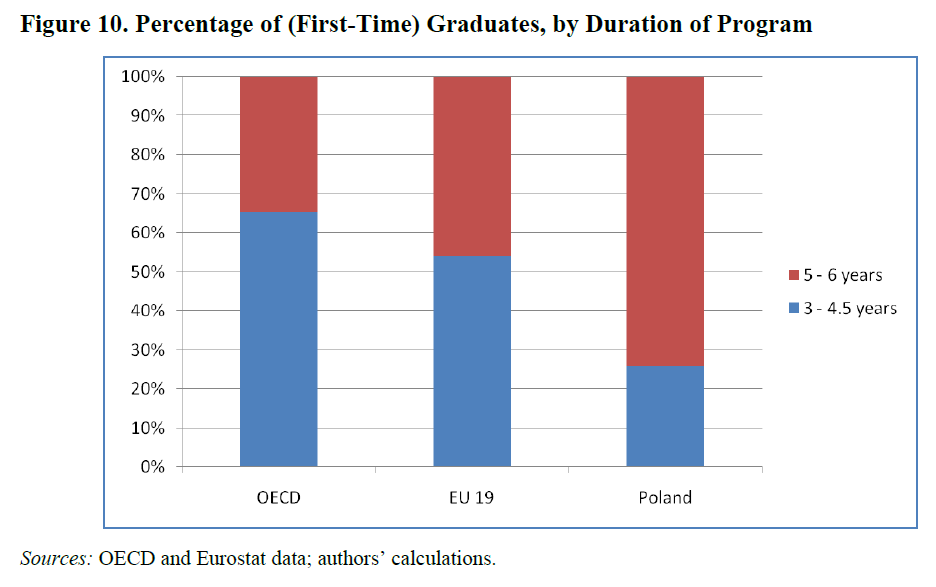 Figure 10. Percentage of (First-Time) Graduates, by Duration of Program
100%
90%
80%
70%
60%
50%
40%
30%
20%
10%
0%
OECD
EU 19
Poland
5 - 6 years
3 - 4.5 years
Sources: OECD and Eurostat data; authors’ calculations.